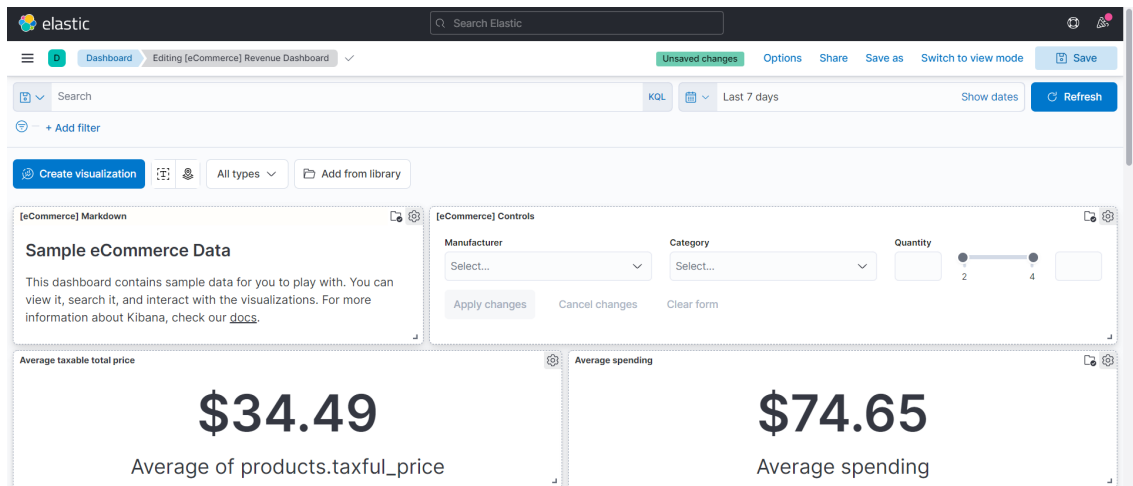 elastic
Search Elastic
D
Dashboard
Editing [eCommerce] Revenue Dashboard
Unsaved changes
Options
Share
Save as
Switch to view mode
Save
Search
KQL
Last 7 days
Show dates
Refresh
+ Add filter
Create visualization
All types
Add from library
[eCommerce] Markdown
Sample eCommerce Data
This dashboard contains sample data for you to play with. You can
view it, search it, and interact with the visualizations. For more
information about Kibana, check our docs.
[eCommerce] Controls
Manufacturer
Category
Quantity
Select...
Select...
2
4
Apply changes
Cancel changes
Clear form
Average taxable total price
$34.49
Average of products.taxful_price
Average spending
$74.65
Average spending